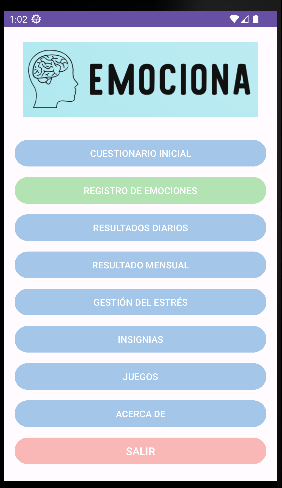 1:02
EMOCIONA
CUESTIONARIO INICIAL
REGISTRO DE EMOCIONES
RESULTADOS DIARIOS
RESULTADO MENSUAL
GESTIÓN DEL ESTRÉS
INSIGNIAS
JUEGOS
ACERCA DE
SALIR